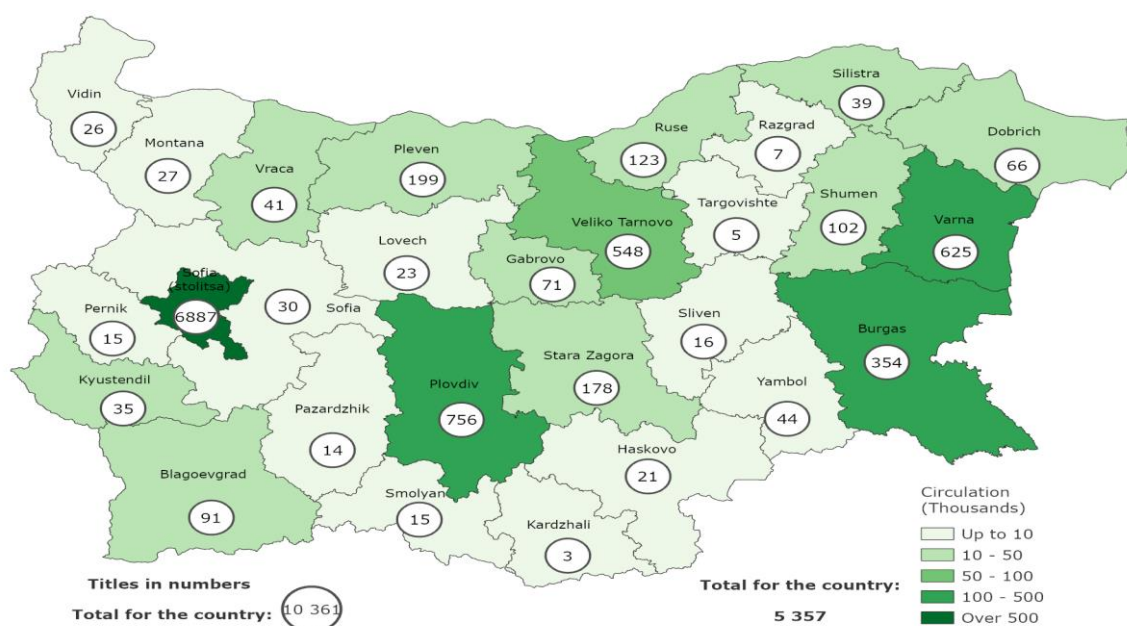 Vidin
26
Montana
27
Vraca
41
Pleven
199
Ruse
123
Silistra
39
Razgrad
7
Dobrich
66
Targovishte
5
Shumen
102
Varna
625
Veliko Tarnovo
548
Lovech
23
Gabrovo
71
Sofia
(stolitsa)
6887
30
Sofia
Pernik
15
Sliven
16
Burgas
354
Stara Zagora
178
Plovdiv
756
Kyustendil
35
Pazardzhik
14
Yambol
44
Haskovo
21
Blagoevgrad
91
Smolyan
15
Kardzhali
3
Circulation
(Thousands)
Up to 10
10 - 50
50 - 100
100 - 500
Over 500
Titles in numbers
Total for the country: 10 361
Total for the country:
5 357